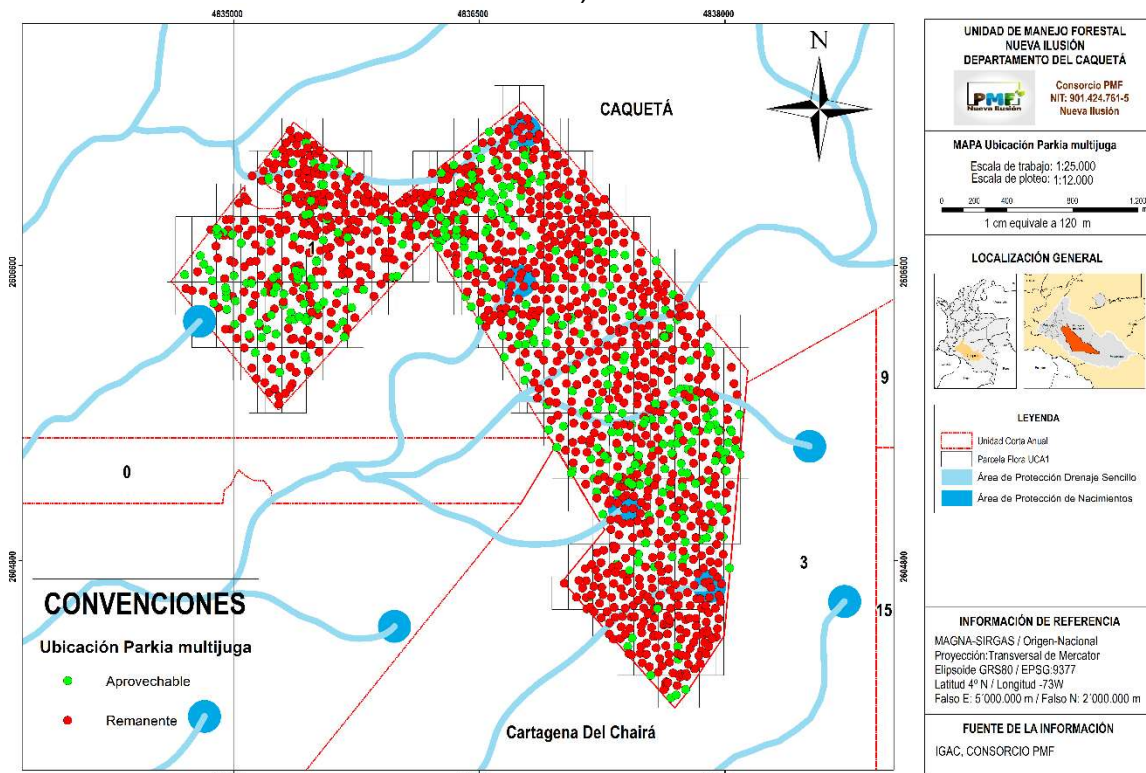 4835000
4836500
4838000
N
CAQUETÁ
2606600
2606600
1
9
0
3
2604800
2604800
15
CONVENCIONES
Ubicación Parkia multijuga
Aprovechable
Remanente
Cartagena Del Chairá
UNIDAD DE MANEJO FORESTAL
NUEVA ILUSIÓN
DEPARTAMENTO DEL CAQUETÁ
PMF
Nueva Ilusión
Consorcio PMF
NIT: 901.424.761-5
Nueva Ilusión
MAPA Ubicación Parkia multijuga
Escala de trabajo: 1:25.000
Escala de ploteo: 1:12.000
0 200 400 800 1.200
1 cm equivale a 120 m
LOCALIZACIÓN GENERAL
LEYENDA
Unidad Corta Anual
Parcela Flora UCA1
Área de Protección Drenaje Sencillo
Área de Protección de Nacimientos
INFORMACIÓN DE REFERENCIA
MAGNA-SIRGAS / Origen-Nacional
Proyección:Transversal de Mercator
Elipsoide GRS80 / EPSG:9377
Latitud 4º N / Longitud -73W
Falso E: 5´000.000 m / Falso N: 2´000.000 m
FUENTE DE LA INFORMACIÓN
IGAC, CONSORCIO PMF